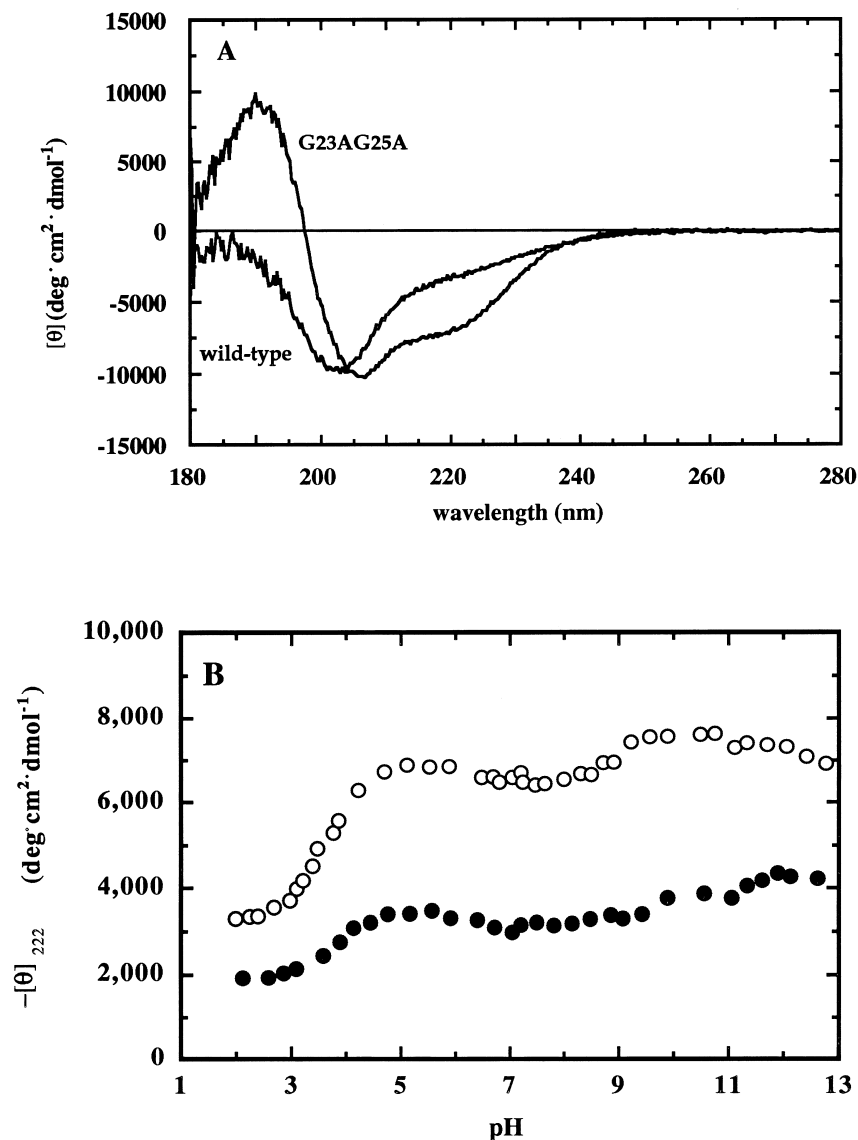 15000
A
10000
G23AG25A
5000
0
-5000
wild-type
-10000
-15000
[θ] (deg· cm²· dmol⁻¹)
180 200 220 240 260 280
wavelength (nm)
10,000
B
8,000
6,000
4,000
2,000
0
−[θ]₂₂₂ (deg· cm²· dmol⁻¹)
1 3 5 7 9 11 13
pH